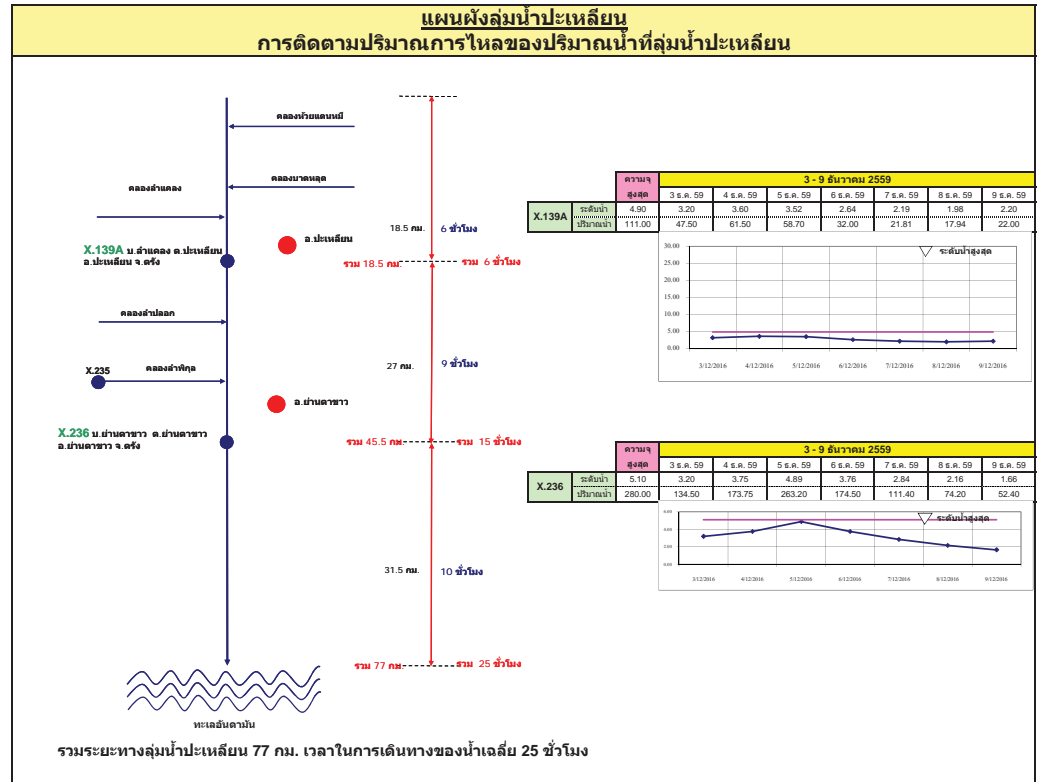 แผนผังลุ่มน้ำปะเหลียน
การติดตามปริมาณการไหลของปริมาณน้ำที่ลุ่มน้ำปะเหลียน
คลองห้วยแดนหมี
คลองบาดหลุด
คลองลำแคลง
18.5 กม. 6 ชั่วโมง
อ.ปะเหลียน
X.139A บ.ลำแคลง ต.ปะเหลียน
อ.ปะเหลียน จ.ตรัง
รวม 18.5 กม. รวม 6 ชั่วโมง
คลองลำปลอก
27 กม. 9 ชั่วโมง
X.235 คลองลำพิกุล
อ.ย่านตาขาว
X.236 บ.ย่านตาขาว ต.ย่านตาขาว
อ.ย่านตาขาว จ.ตรัง
รวม 45.5 กม. รวม 15 ชั่วโมง
31.5 กม. 10 ชั่วโมง
รวม 77 กม. รวม 25 ชั่วโมง
ทะเลอันดามัน
รวมระยะทางลุ่มน้ำปะเหลียน 77 กม. เวลาในการเดินทางของน้ำเฉลี่ย 25 ชั่วโมง
ความจุ 3 - 9 ธันวาคม 2559
สูงสุด 3 ธ.ค. 59 4 ธ.ค. 59 5 ธ.ค. 59 6 ธ.ค. 59 7 ธ.ค. 59 8 ธ.ค. 59 9 ธ.ค. 59
X.139A
ระดับน้ำ 4.90 3.20 3.60 3.52 2.64 2.19 1.98 2.20
ปริมาณน้ำ 111.00 47.50 61.50 58.70 32.00 21.81 17.94 22.00
ระดับน้ำสูงสุด
30.00
25.00
20.00
15.00
10.00
5.00
0.00
3/12/2016 4/12/2016 5/12/2016 6/12/2016 7/12/2016 8/12/2016 9/12/2016
ความจุ 3 - 9 ธันวาคม 2559
สูงสุด 3 ธ.ค. 59 4 ธ.ค. 59 5 ธ.ค. 59 6 ธ.ค. 59 7 ธ.ค. 59 8 ธ.ค. 59 9 ธ.ค. 59
X.236
ระดับน้ำ 5.10 3.20 3.75 4.89 3.76 2.84 2.16 1.66
ปริมาณน้ำ 280.00 134.50 173.75 263.20 174.50 111.40 74.20 52.40
ระดับน้ำสูงสุด
6.00
4.00
2.00
0.00
3/12/2016 4/12/2016 5/12/2016 6/12/2016 7/12/2016 8/12/2016 9/12/2016